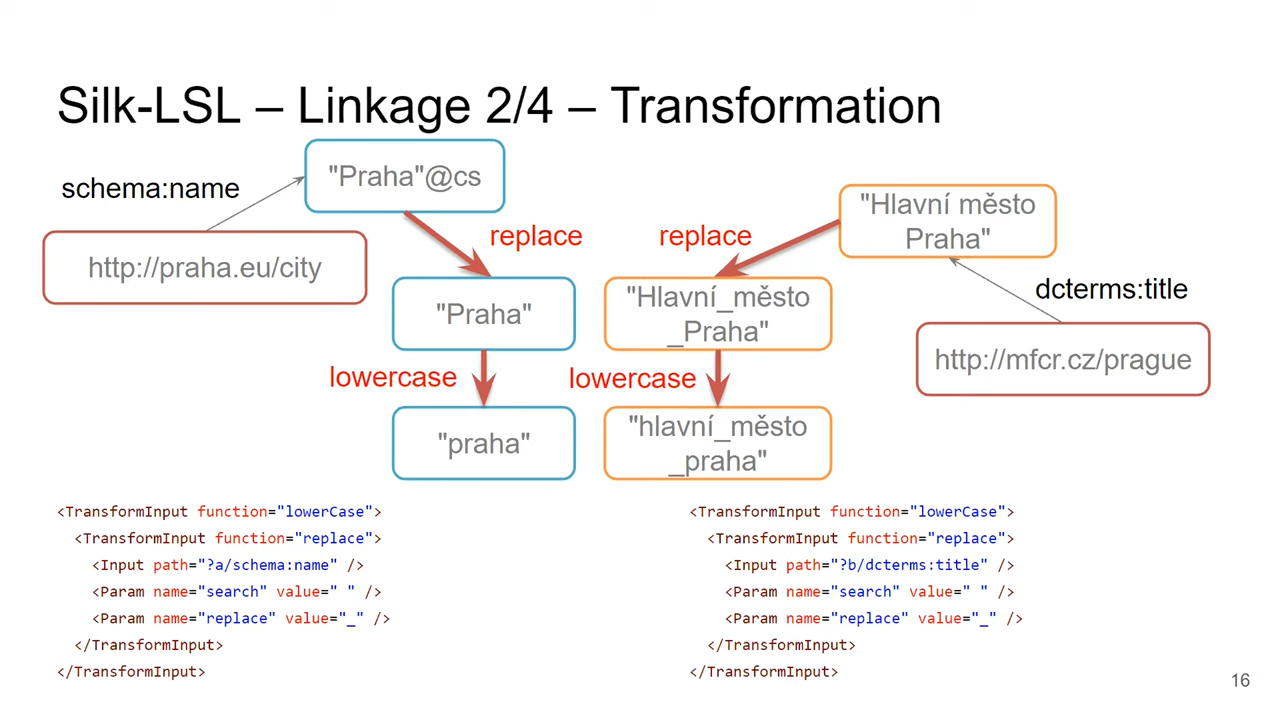 Silk-LSL – Linkage 2/4 – Transformation
schema:name
"Praha"@cs
http://praha.eu/city
replace
replace
"Hlavní město
Praha"
dcterms:title
http://mfcr.cz/prague
"Praha"
"Hlavní_město
_Praha"
lowercase
lowercase
"praha"
"hlavní_město
_praha"
<TransformInput function="lowerCase">
<TransformInput function="replace">
<Input path="?a/schema:name" />
<Param name="search" value=" " />
<Param name="replace" value="_" />
</TransformInput>
</TransformInput>
<TransformInput function="lowerCase">
<TransformInput function="replace">
<Input path="?b/dcterms:title" />
<Param name="search" value=" " />
<Param name="replace" value="_" />
</TransformInput>
</TransformInput>
16